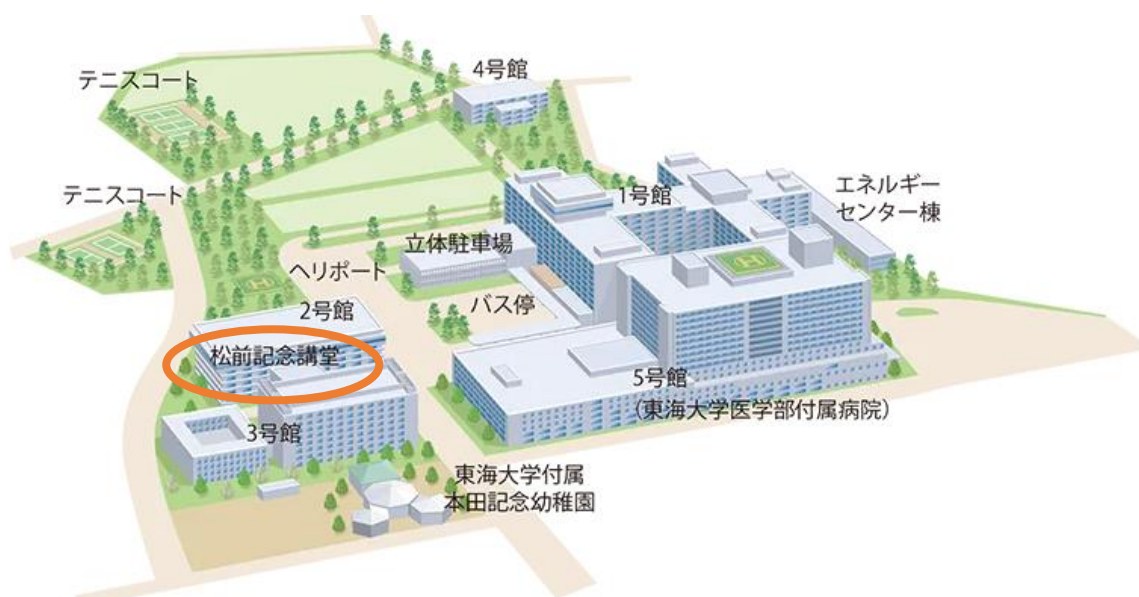 4号館
テニスコート
1号館
エネルギー
センター棟
テニスコート
立体駐車場
ヘリポート
2号館
バス停
松前記念講堂
5号館
(東海大学医学部付属病院)
3号館
東海大学付属
本田記念幼稚園
H
H